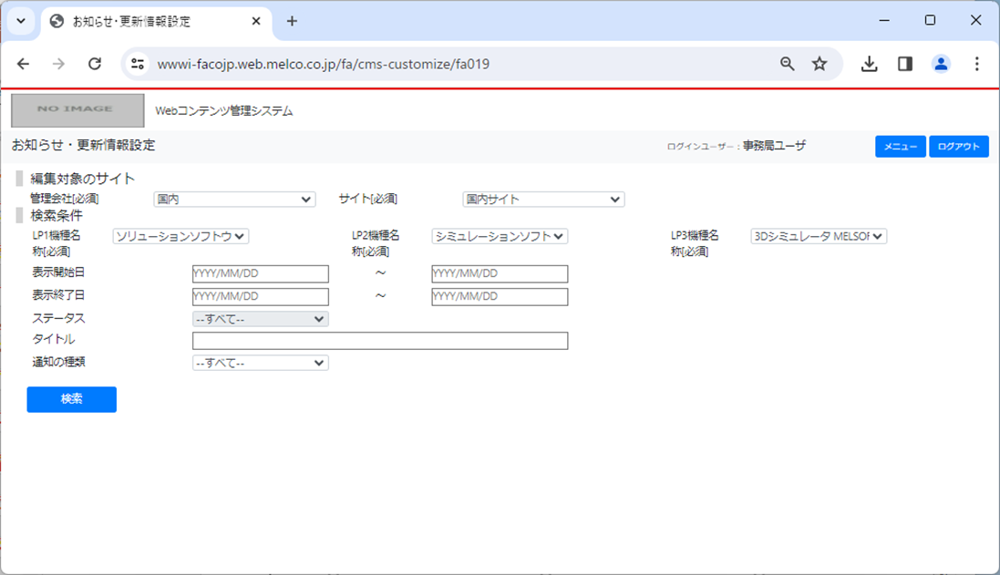 お知らせ・更新情報設定
wwwi-facojp.web.melco.co.jp/fa/cms-customize/fa019
NO IMAGE
Webコンテンツ管理システム
お知らせ・更新情報設定
ログインユーザー：事務局ユーザ
メニュー
ログアウト
編集対象のサイト
管理会社[必須]
国内
サイト[必須]
国内サイト
検索条件
LP1機種名
称[必須]
ソリューションソフトウ
LP2機種名
称[必須]
シミュレーションソフト
LP3機種名
称[必須]
3Dシミュレータ MELSOF
表示開始日
YYYY/MM/DD
～
YYYY/MM/DD
表示終了日
YYYY/MM/DD
～
YYYY/MM/DD
ステータス
--すべて--
タイトル
通知の種類
--すべて--
検索